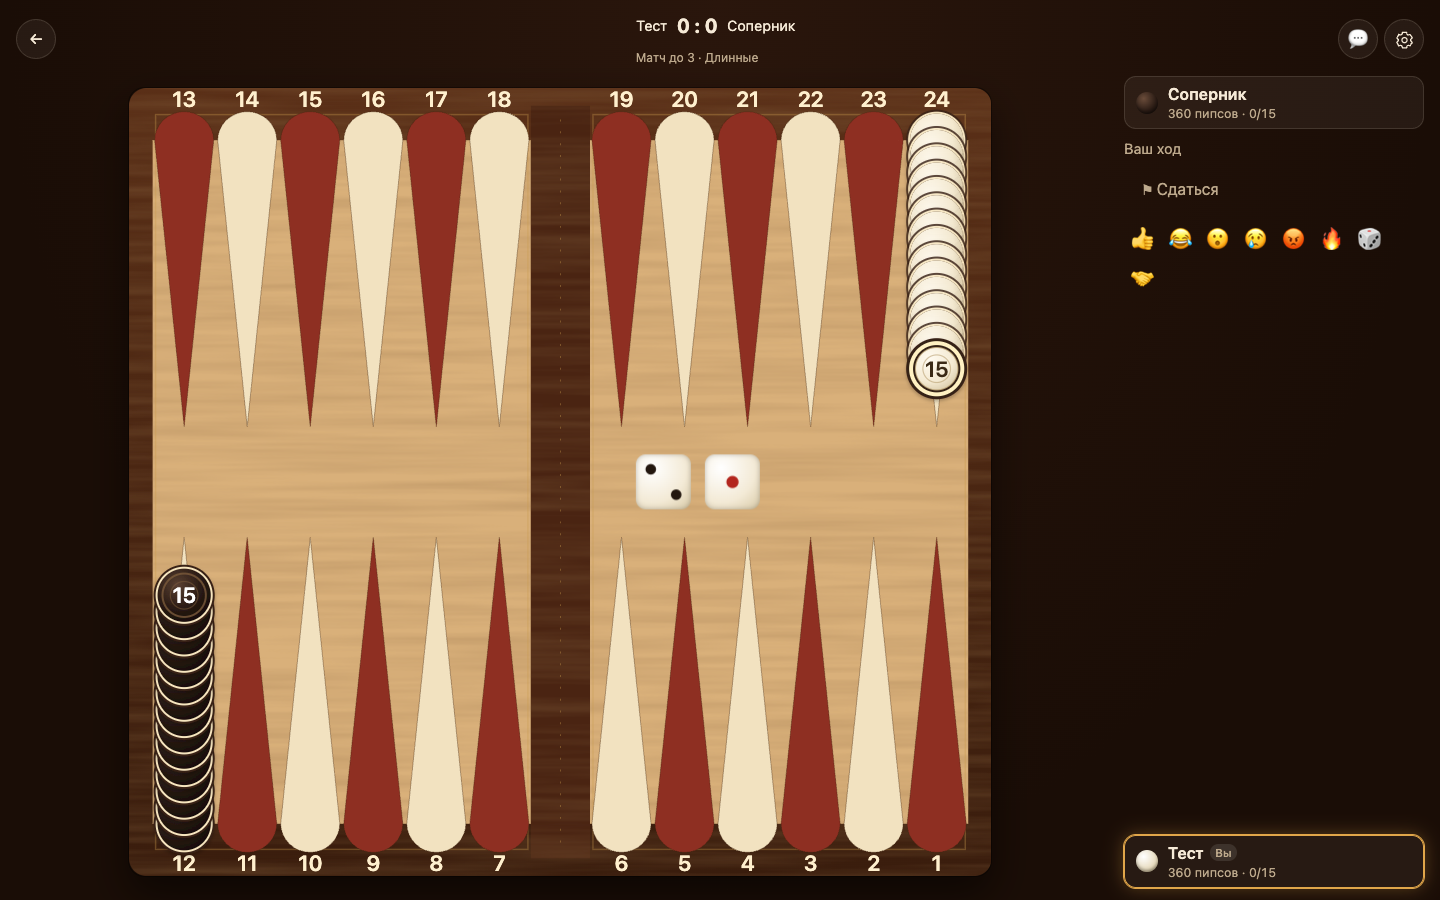 Тест 0 : 0 Соперник
Матч до 3 · Длинные
Соперник
360 пипсов · 0/15
Ваш ход
Сдаться
13 14 15 16 17 18 19 20 21 22 23 24
15
15
12 11 10 9 8 7 6 5 4 3 2 1
Тест Вы
360 пипсов · 0/15